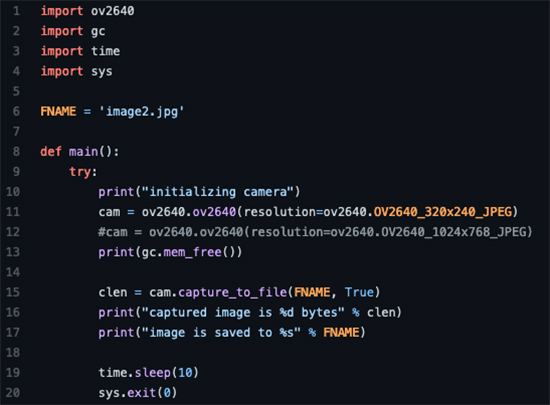 1 import ov2640
2 import gc
3 import time
4 import sys
5
6 FNAME = 'image2.jpg'
7
8 def main():
9     try:
10         print("initializing camera")
11         cam = ov2640.ov2640(resolution=ov2640.OV2640_320x240_JPEG)
12         #cam = ov2640.ov2640(resolution=ov2640.OV2640_1024x768_JPEG)
13         print(gc.mem_free())
14
15         clen = cam.capture_to_file(FNAME, True)
16         print("captured image is %d bytes" % clen)
17         print("image is saved to %s" % FNAME)
18
19         time.sleep(10)
20         sys.exit(0)